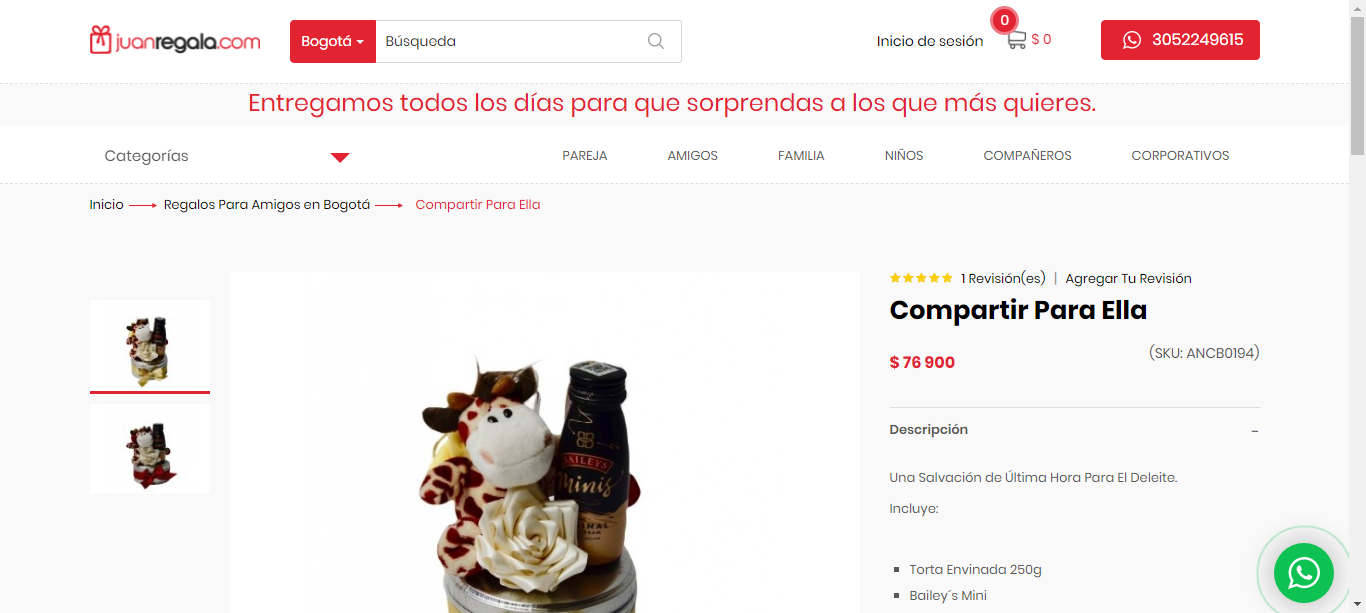 juanregala.com
Bogotá
Búsqueda
Inicio de sesión
0
$ 0
3052249615
Entregamos todos los días para que sorprendas a los que más quieres.
Categorías
PAREJA
AMIGOS
FAMILIA
NIÑOS
COMPAÑEROS
CORPORATIVOS
Inicio
Regalos Para Amigos en Bogotá
Compartir Para Ella
1 Revisión(es) | Agregar Tu Revisión
Compartir Para Ella
$ 76 900
(SKU: ANCB0194)
Descripción
–
Una Salvación de Última Hora Para El Deleite.
Incluye:
Torta Envinada 250g
Bailey´s Mini
BAILEYS
minis